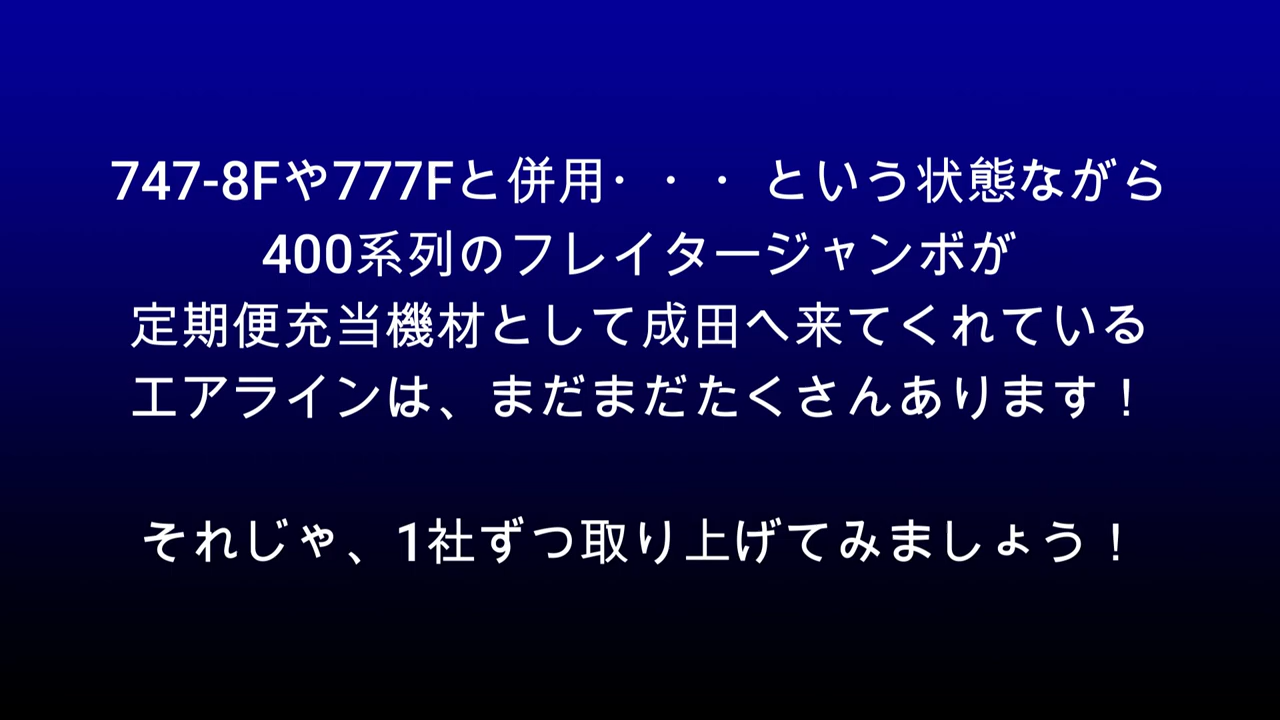 747-8Fや777Fと併用・・・ という状態ながら
400系列のフレイタージャンボが
定期便充当機材として成田へ来てくれている
エアラインは、まだまだたくさんあります！
それじゃ、1社ずつ取り上げてみましょう！